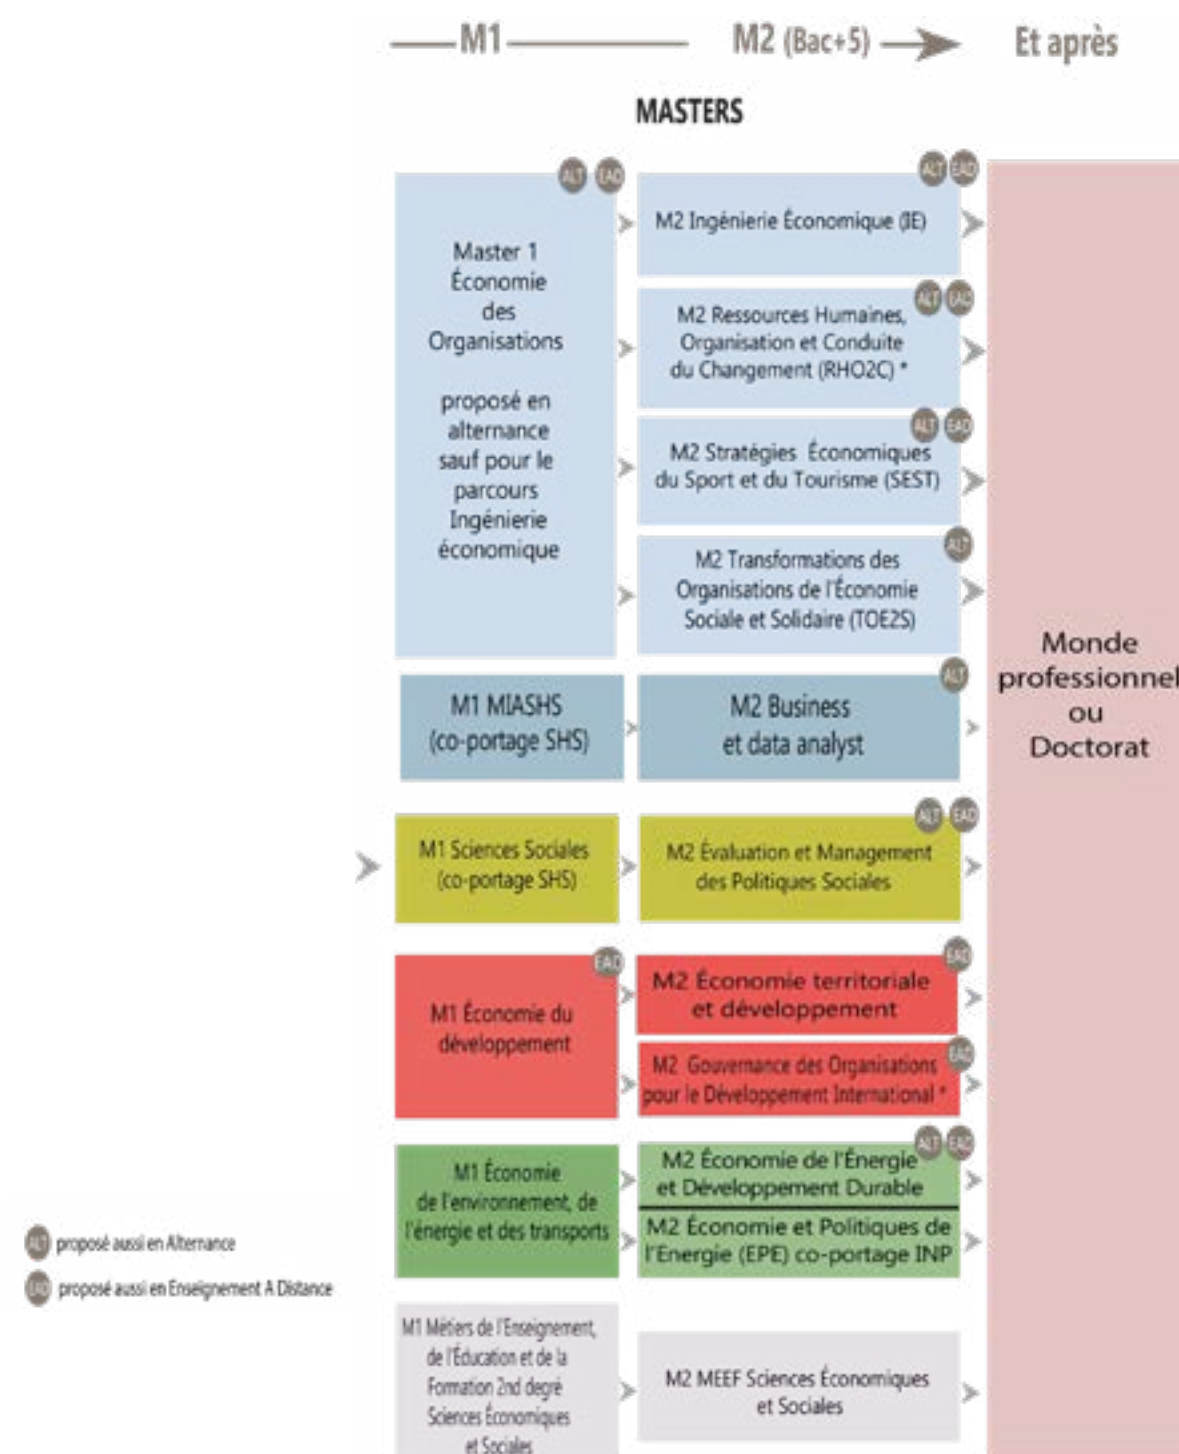 M1
M2 (Bac+5)
Et après
MASTERS
ALT EAD
Master 1
Économie
des
Organisations
proposé en
alternance
sauf pour le
parcours
Ingénierie
économique
ALT EAD
M2 Ingénierie Économique (IE)
ALT EAD
M2 Ressources Humaines,
Organisation et Conduite
du Changement (RHO2C) *
ALT EAD
M2 Stratégies Économiques
du Sport et du Tourisme (SEST)
ALT
M2 Transformations des
Organisations de l'Économie
Sociale et Solidaire (TOE2S)
M1 MIASHS
(co-portage SHS)
ALT
M2 Business
et data analyst
M1 Sciences Sociales
(co-portage SHS)
ALT EAD
M2 Évaluation et Management
des Politiques Sociales
EAD
M1 Économie du
développement
EAD
M2 Économie territoriale
et développement
EAD
M2 Gouvernance des Organisations
pour le Développement International *
M1 Économie
de l'environnement, de
l'énergie et des transports
ALT EAD
M2 Économie de l'Énergie
et Développement Durable
M2 Économie et Politiques de
l'Energie (EPE) co-portage INP
M1 Métiers de l'Enseignement,
de l'Éducation et de la
Formation 2nd degré
Sciences Économiques
et Sociales
M2 MEEF Sciences Économiques
et Sociales
Monde
professionnel
ou
Doctorat
ALT proposé aussi en Alternance
EAD proposé aussi en Enseignement A Distance